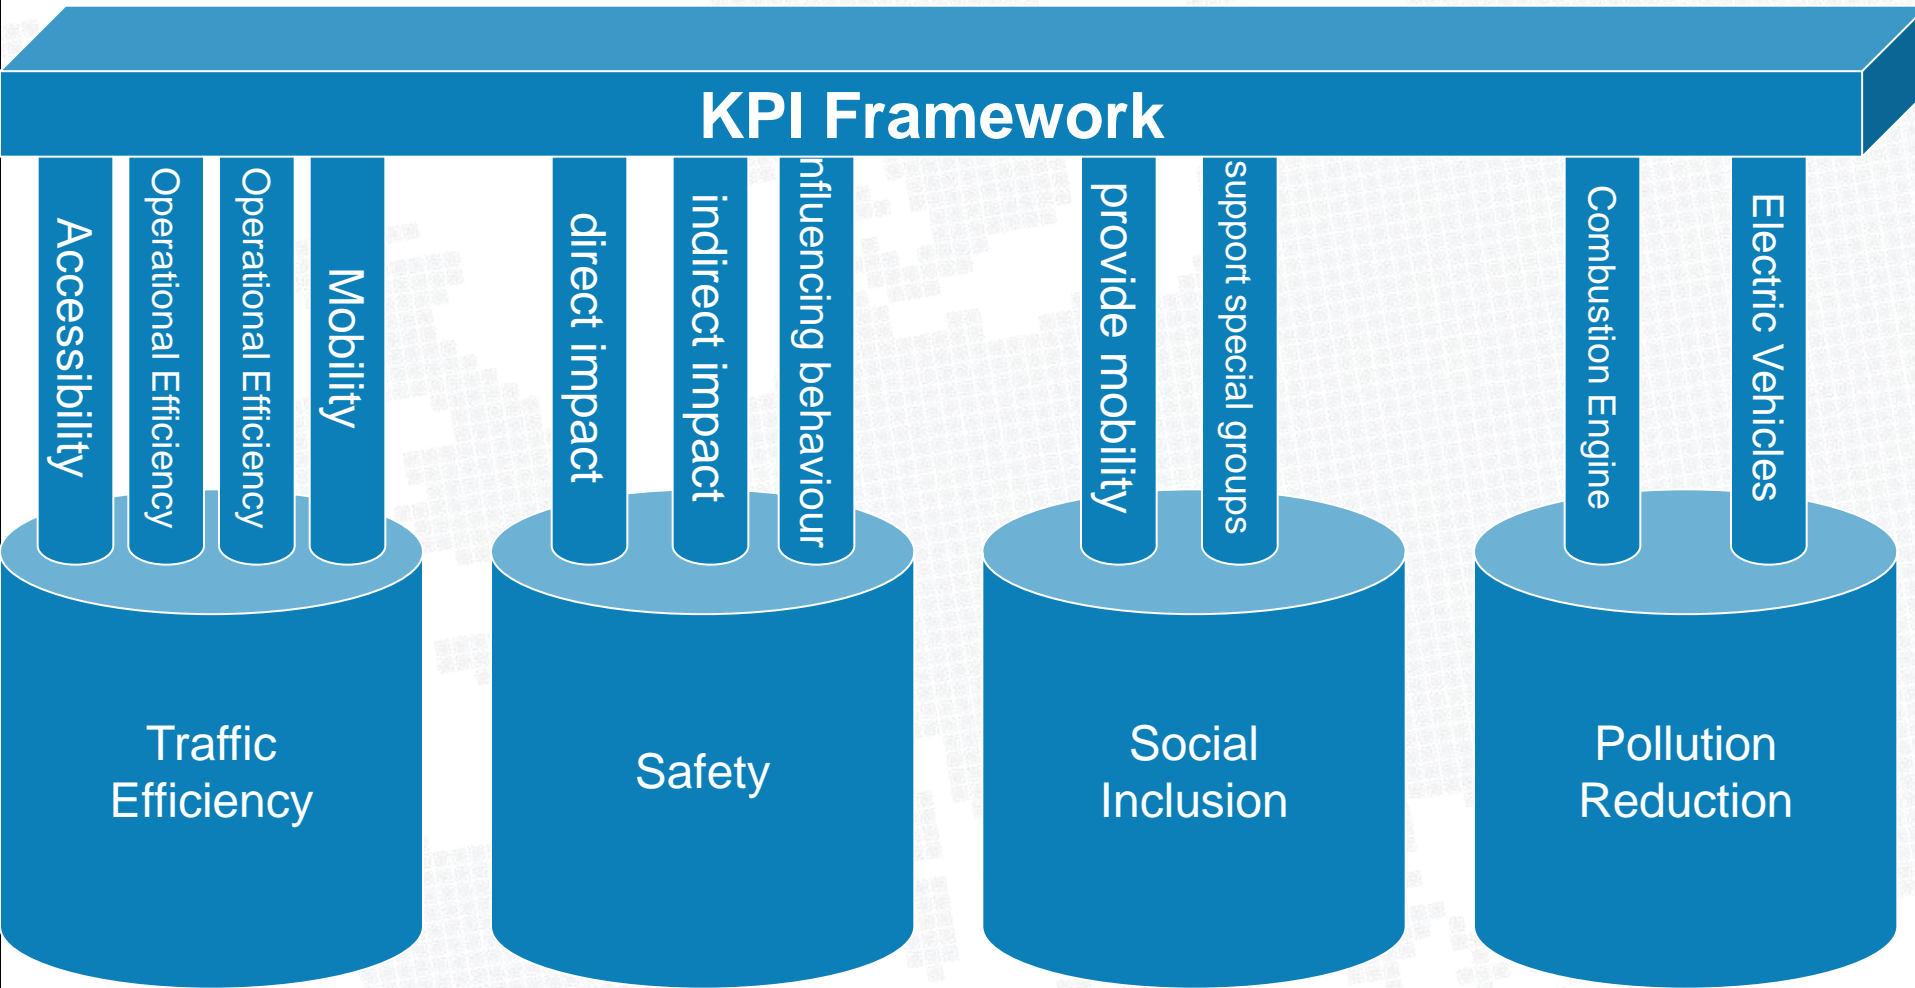 KPI Framework
Accessibility
Operational Efficiency
Operational Efficiency
Mobility
direct impact
indirect impact
nfluencing behaviour
provide mobility
support special groups
Combustion Engine
Electric Vehicles
Traffic
Efficiency
Safety
Social
Inclusion
Pollution
Reduction